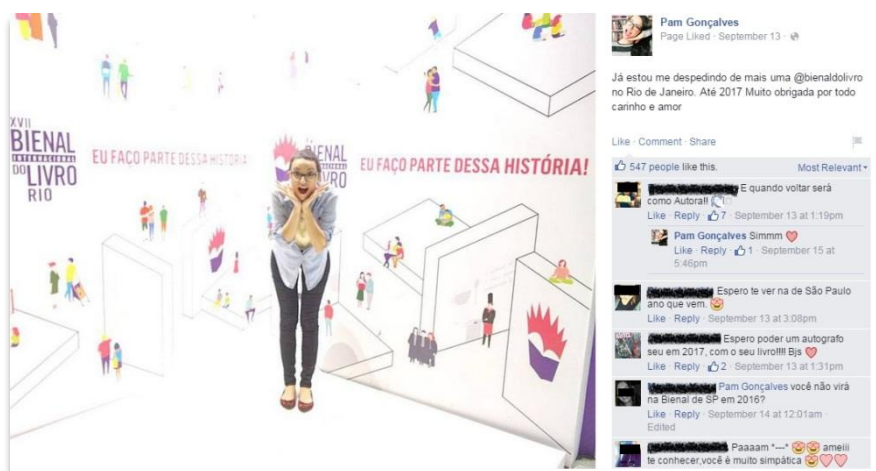 XVII
BIENAL
INTERNACIONAL
DO LIVRO
RIO
EU FAÇO PARTE DESSA HISTORIA!
BIENAL
EU FAÇO PARTE DESSA HISTÓRIA!
Pam Gonçalves
Page Liked · September 13 ·
Já estou me despedindo de mais uma @bienaldolivro
no Rio de Janeiro. Até 2017 Muito obrigada por todo
carinho e amor
Like · Comment · Share
547 people like this.
Most Relevant
E quando voltar será
como Autora!!
Like · Reply · 7 · September 13 at 1:19pm
Pam Gonçalves Simmm
Like · Reply · 1 · September 15 at
5:46pm
Espero te ver na de São Paulo
ano que vem.
Like · Reply · September 13 at 3:08pm
Espero poder um autografo
seu em 2017, com o seu livro!!!! Bjs
Like · Reply · 2 · September 13 at 1:31pm
Pam Gonçalves você não virá
na Bienal de SP em 2016?
Like · Reply · September 14 at 12:01am ·
Edited
Paaaam *---* ameiii
te conhecer,você é muito simpática